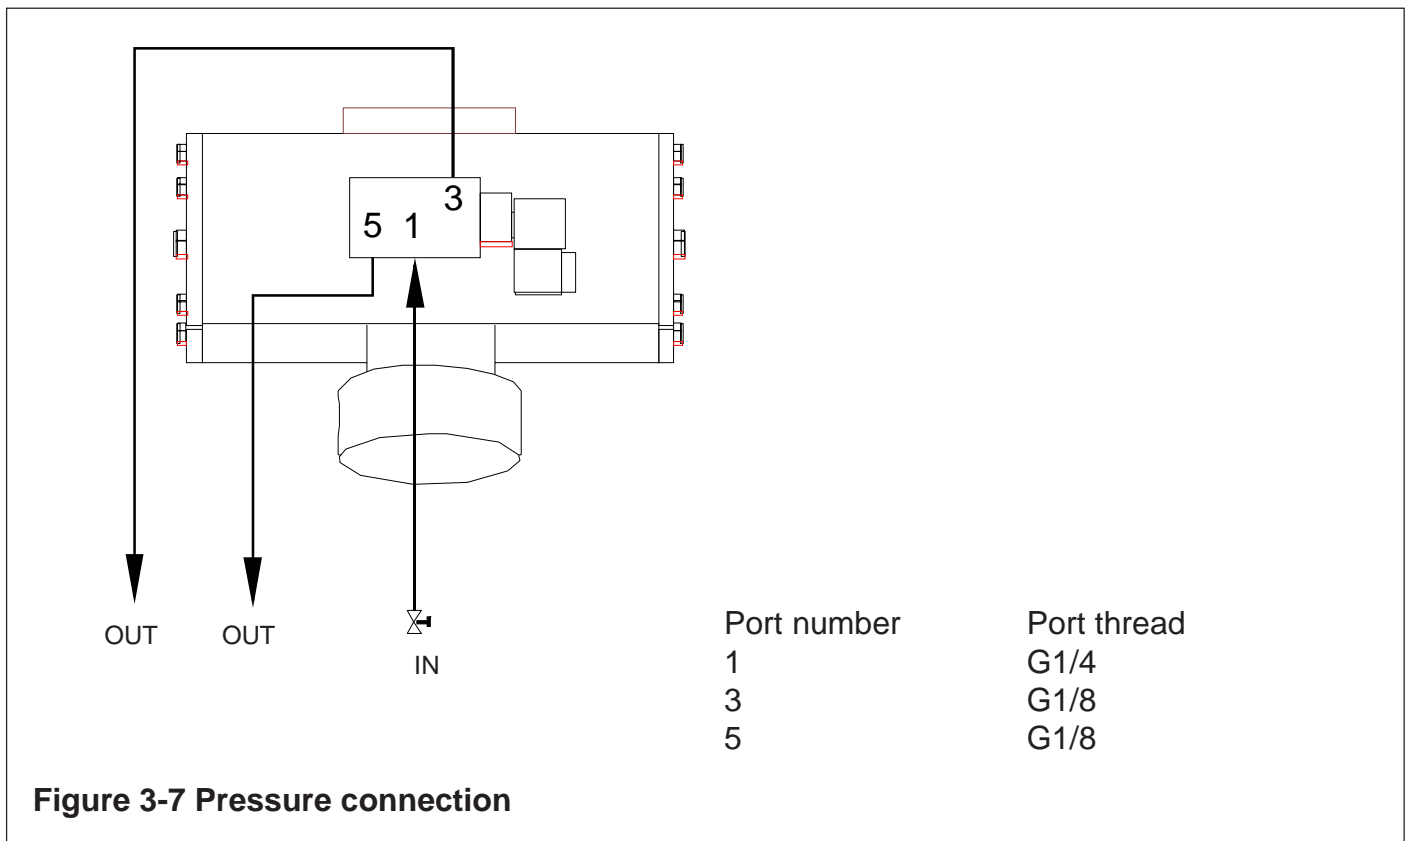 3
5 1
OUT OUT
IN
Port number Port thread
1 G1/4
3 G1/8
5 G1/8
Figure 3-7 Pressure connection